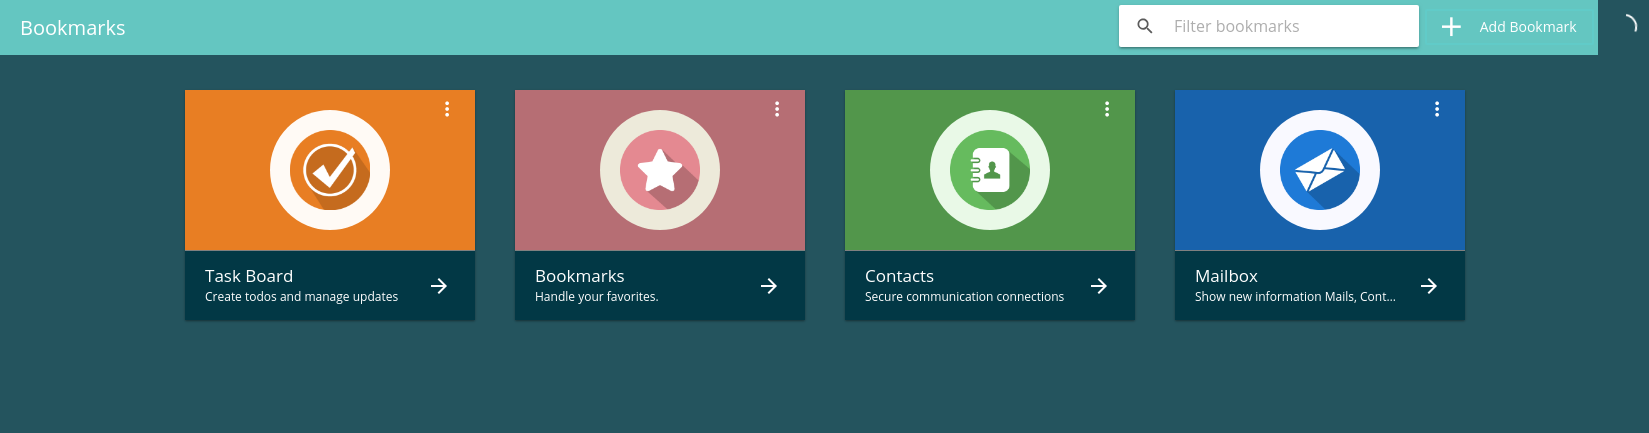 Bookmarks
Filter bookmarks
Add Bookmark
Task Board
Create todos and manage updates
Bookmarks
Handle your favorites.
Contacts
Secure communication connections
Mailbox
Show new information Mails, Cont...